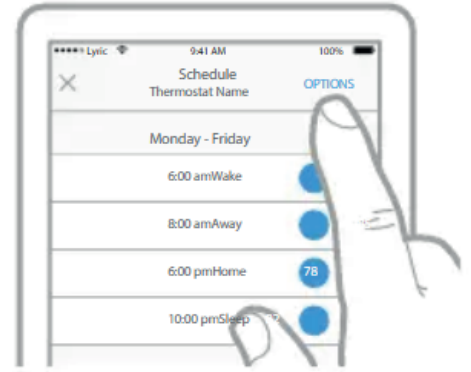 Lyric 9:41 AM 100%
Schedule
Thermostat Name
OPTIONS
Monday - Friday
6:00 amWake
8:00 amAway
6:00 pmHome 78
10:00 pmSleep